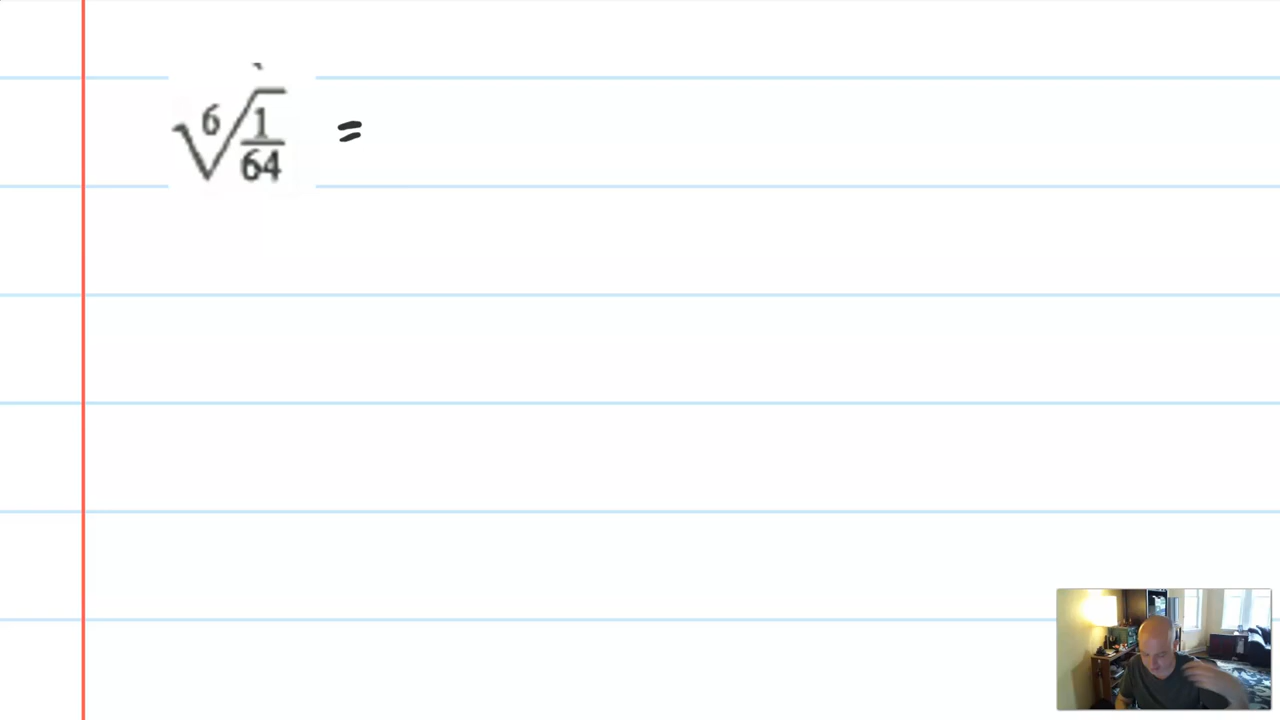 ⁶√(1/64) =